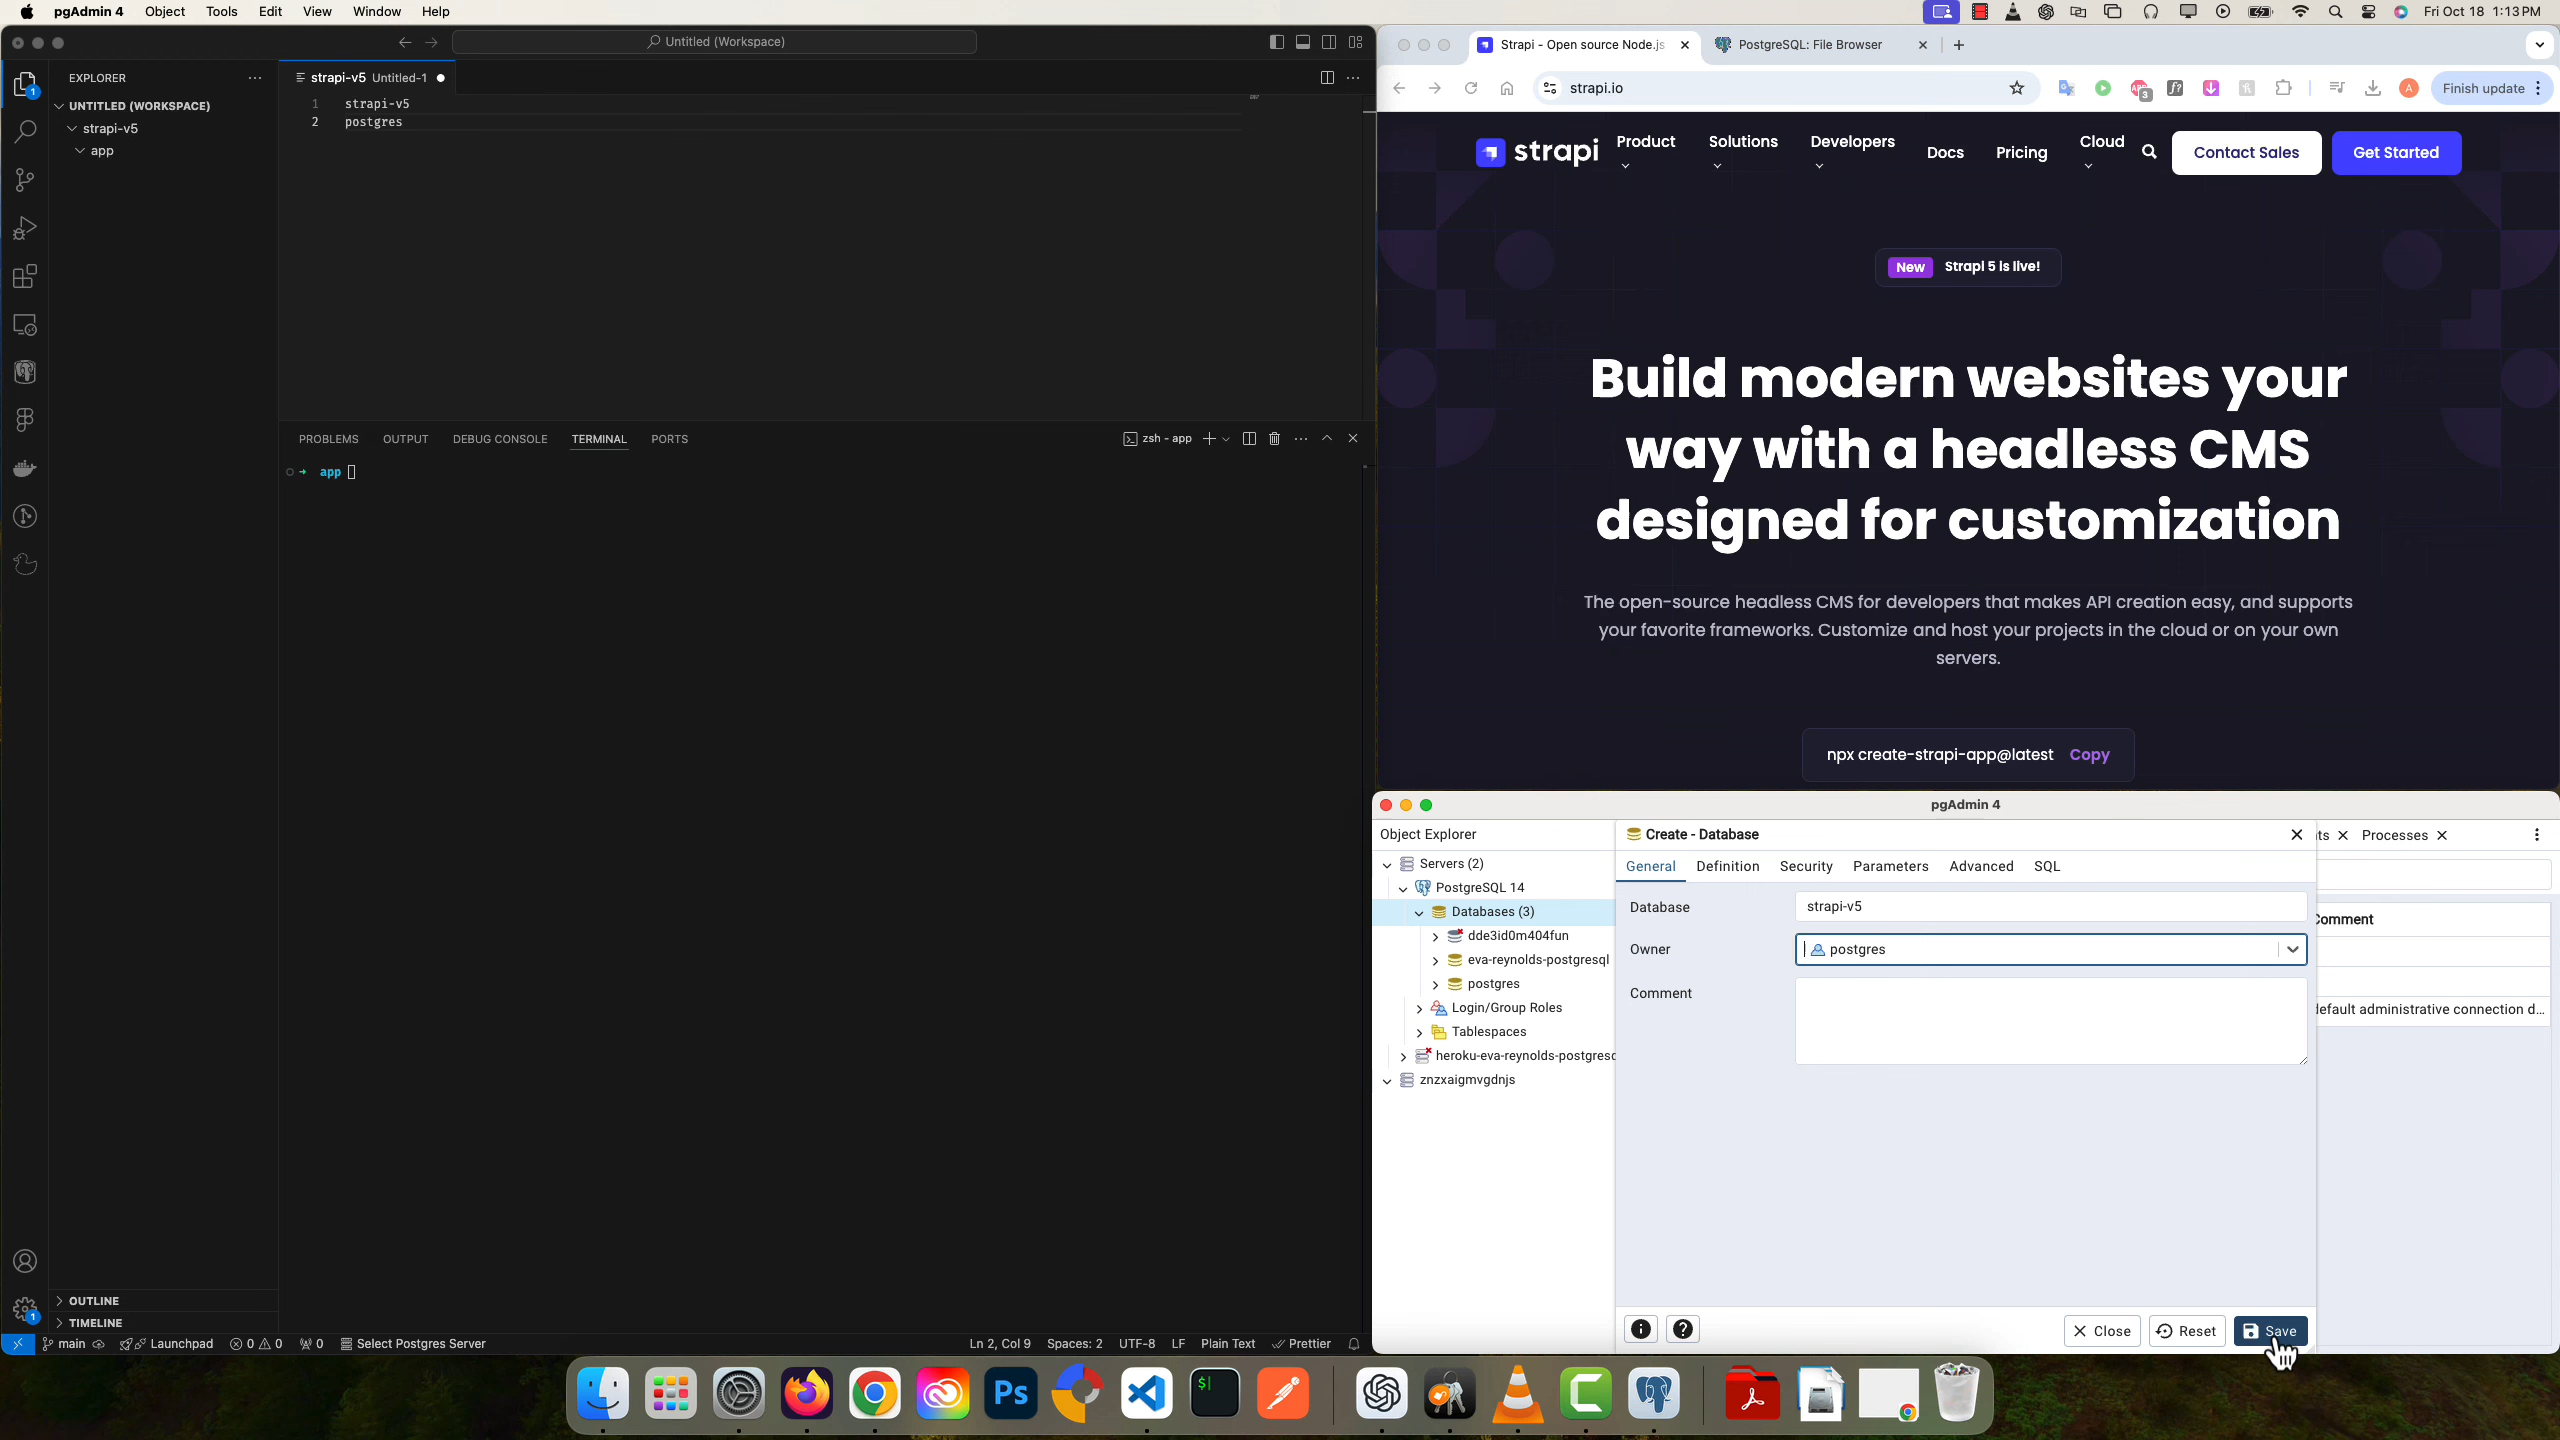 pgAdmin 4 Object Tools Edit View Window Help
Fri Oct 18 1:13 PM
Untitled (Workspace)
EXPLORER
UNTITLED (WORKSPACE)
strapi-v5
app
strapi-v5 Untitled-1
1 strapi-v5
2 postgres
PROBLEMS OUTPUT DEBUG CONSOLE TERMINAL PORTS
zsh - app
app
OUTLINE
TIMELINE
main Launchpad 0 0 0 Select Postgres Server
Ln 2, Col 9 Spaces: 2 UTF-8 LF Plain Text Prettier
Strapi - Open source Node.js
PostgreSQL: File Browser
strapi.io
Finish update
strapi
Product
Solutions
Developers
Docs
Pricing
Cloud
Contact Sales
Get Started
New Strapi 5 is live!
Build modern websites your
way with a headless CMS
designed for customization
The open-source headless CMS for developers that makes API creation easy, and supports
your favorite frameworks. Customize and host your projects in the cloud or on your own
servers.
npx create-strapi-app@latest Copy
pgAdmin 4
Object Explorer
Servers (2)
PostgreSQL 14
Databases (3)
dde3id0m404fun
eva-reynolds-postgresql
postgres
Login/Group Roles
Tablespaces
heroku-eva-reynolds-postgresq
znzxaigmvgdnjs
Create - Database
General Definition Security Parameters Advanced SQL
Database strapi-v5
Owner postgres
Comment
Close Reset Save
ts Processes
Comment
default administrative connection d...
Ps
$